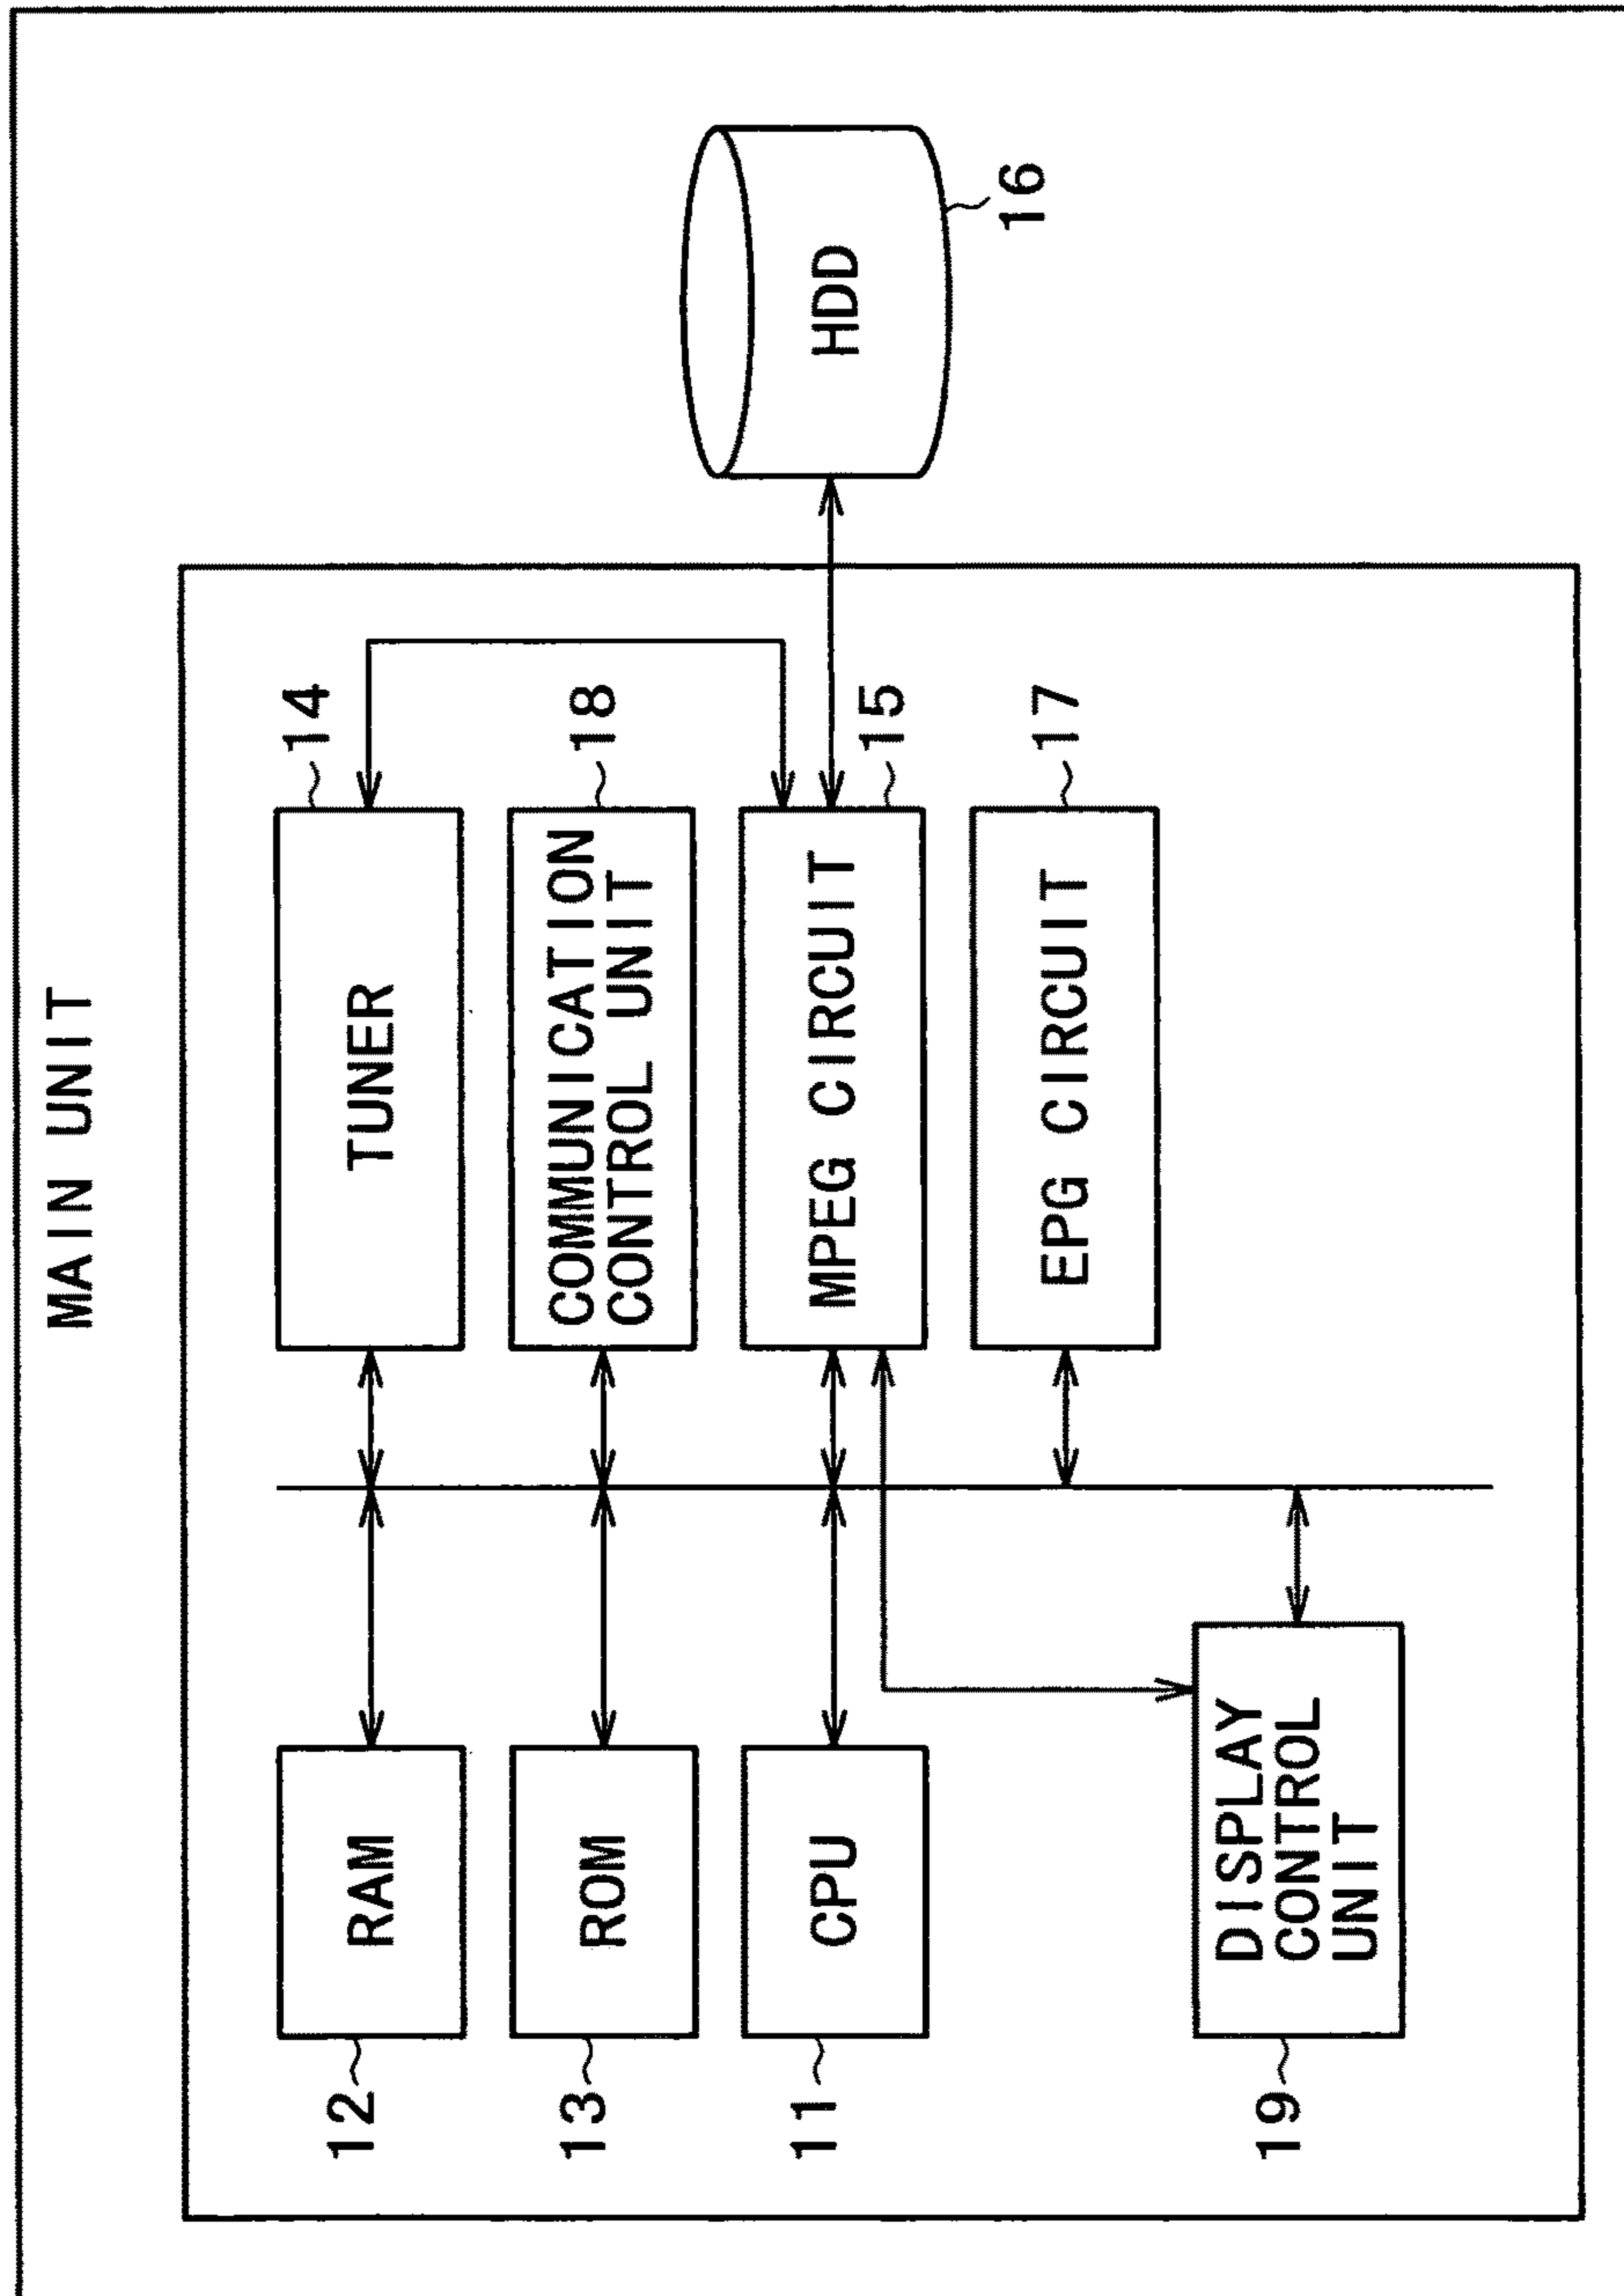 MAIN UNIT
12
RAM
TUNER
14
13
ROM
COMMUNICATION
CONTROL UNIT
18
11
CPU
MPEG CIRCUIT
15
HDD
16
EPG CIRCUIT
17
19
DISPLAY
CONTROL
UNIT